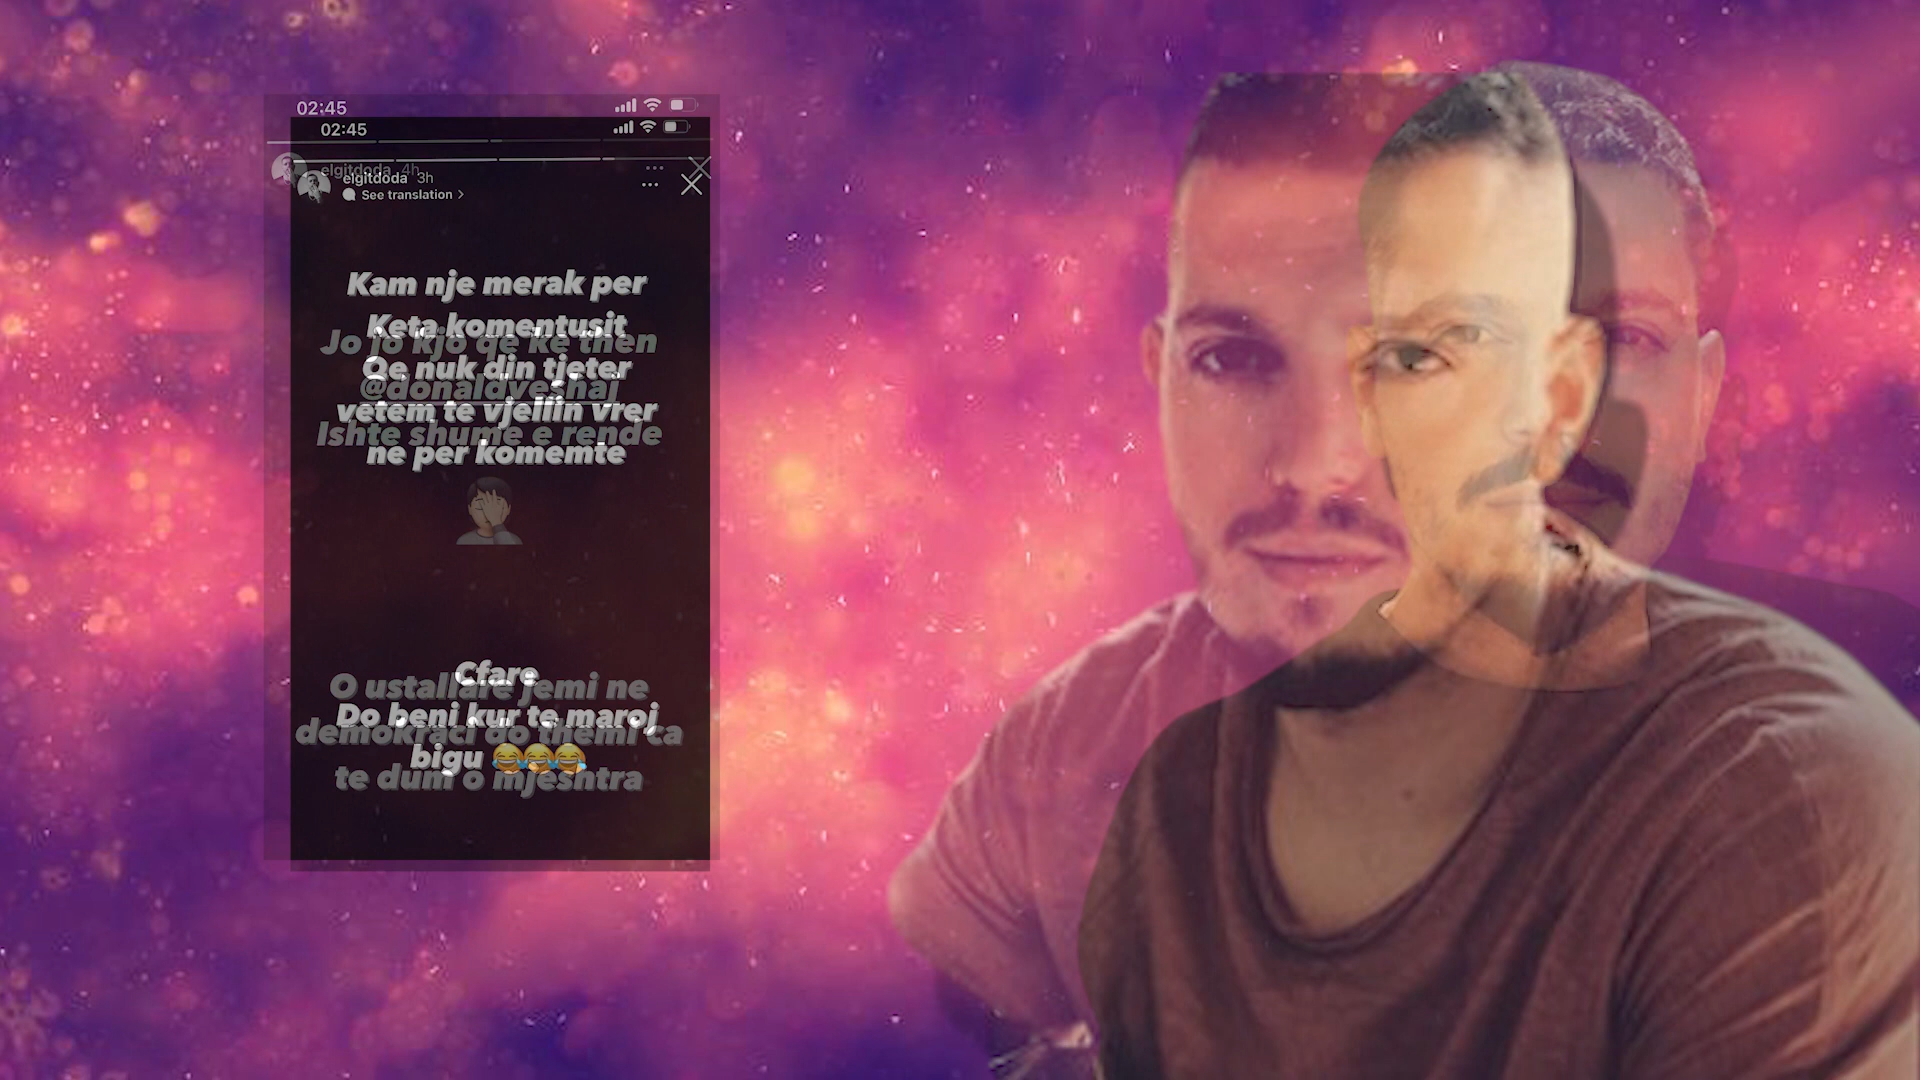 02:45
02:45
elgitdoda 4h
elgitdoda 3h
See translation >
Kam nje merak per
Keta komentusit
Jo jo kjo qe ke then
Qe nuk din tjeter
vetem te vjellin vrer
Ishte shume e rende
ne per komemte
Cfare
O ustallare jemi ne
Do beni kur te maroj
demokraci do themi ca
bigu 😂😂😂
te dum o mjeshtra